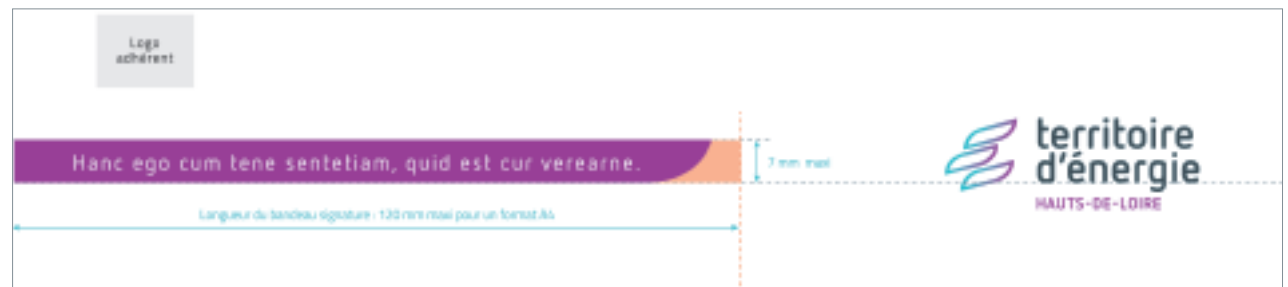 Logo
adhérent
Hanc ego cum tene sentetiam, quid est cur verearne.
7 mm maxi
Langueur du bandeau signature : 120 mm maxi pour un format A4
territoire
d'énergie
HAUTS-DE-LOIRE